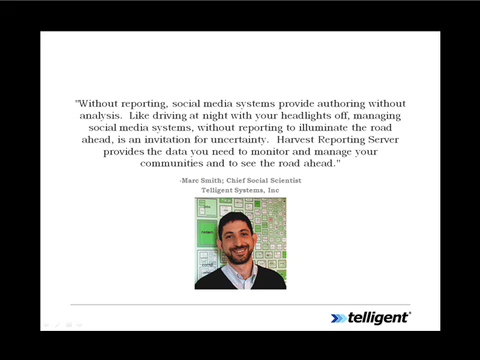 "Without reporting, social media systems provide authoring without
analysis.  Like driving at night with your headlights off, managing
social media systems, without reporting to illuminate the road
ahead, is an invitation for uncertainty.  Harvest Reporting Server
provides the data you need to monitor and manage your
communities and to see the road ahead."
-Marc Smith; Chief Social Scientist
Telligent Systems, Inc
telligent